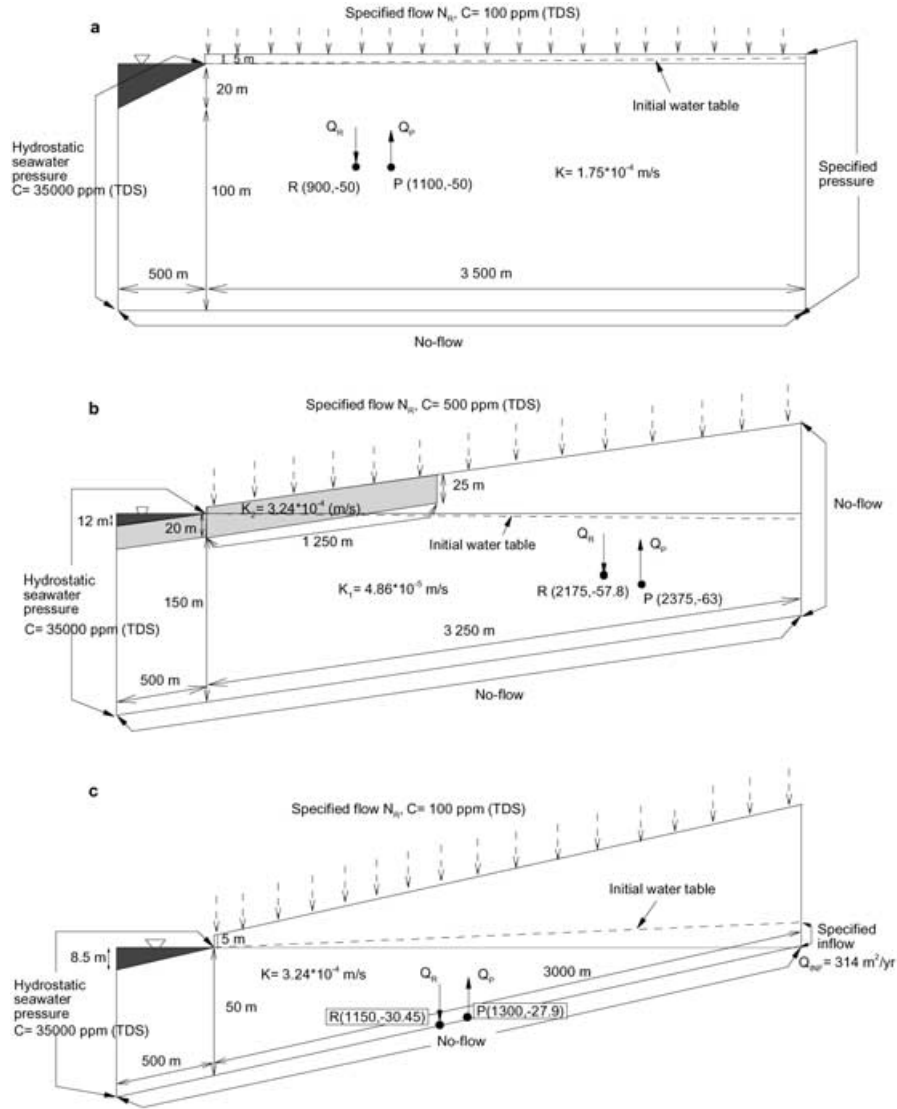 a
Specified flow N_R, C= 100 ppm (TDS)
1. 5 m
20 m
Initial water table
Q_R
Q_P
Hydrostatic
seawater
pressure
C= 35000 ppm (TDS)
100 m
R (900,-50)
P (1100,-50)
K= 1.75*10⁻⁴ m/s
Specified
pressure
500 m
3 500 m
No-flow
b
Specified flow N_R, C= 500 ppm (TDS)
25 m
K₂= 3.24*10⁻⁴ (m/s)
12 m
20 m
1 250 m
Initial water table
No-flow
Q_R
Q_P
Hydrostatic
seawater
pressure
C= 35000 ppm (TDS)
150 m
K₁= 4.86*10⁻⁵ m/s
R (2175,-57.8)
P (2375,-63)
3 250 m
500 m
No-flow
c
Specified flow N_R, C= 100 ppm (TDS)
Initial water table
5 m
8.5 m
Specified
inflow
Q_INP = 314 m²/yr
K= 3.24*10⁻⁴ m/s
Q_R
Q_P
3000 m
Hydrostatic
seawater
pressure
C= 35000 ppm (TDS)
50 m
R(1150,-30.45)
P(1300,-27.9)
No-flow
500 m